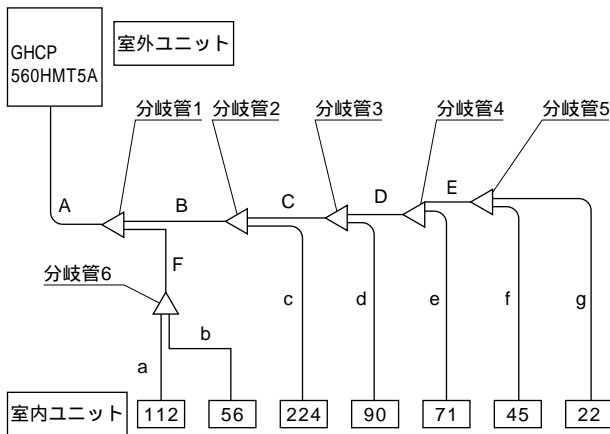 GHCP
560HMT5A
室外ユニット
分岐管1
分岐管2
分岐管3
分岐管4
分岐管5
A
B
C
D
E
F
分岐管6
a
b
c
d
e
f
g
室内ユニット
112
56
224
90
71
45
22